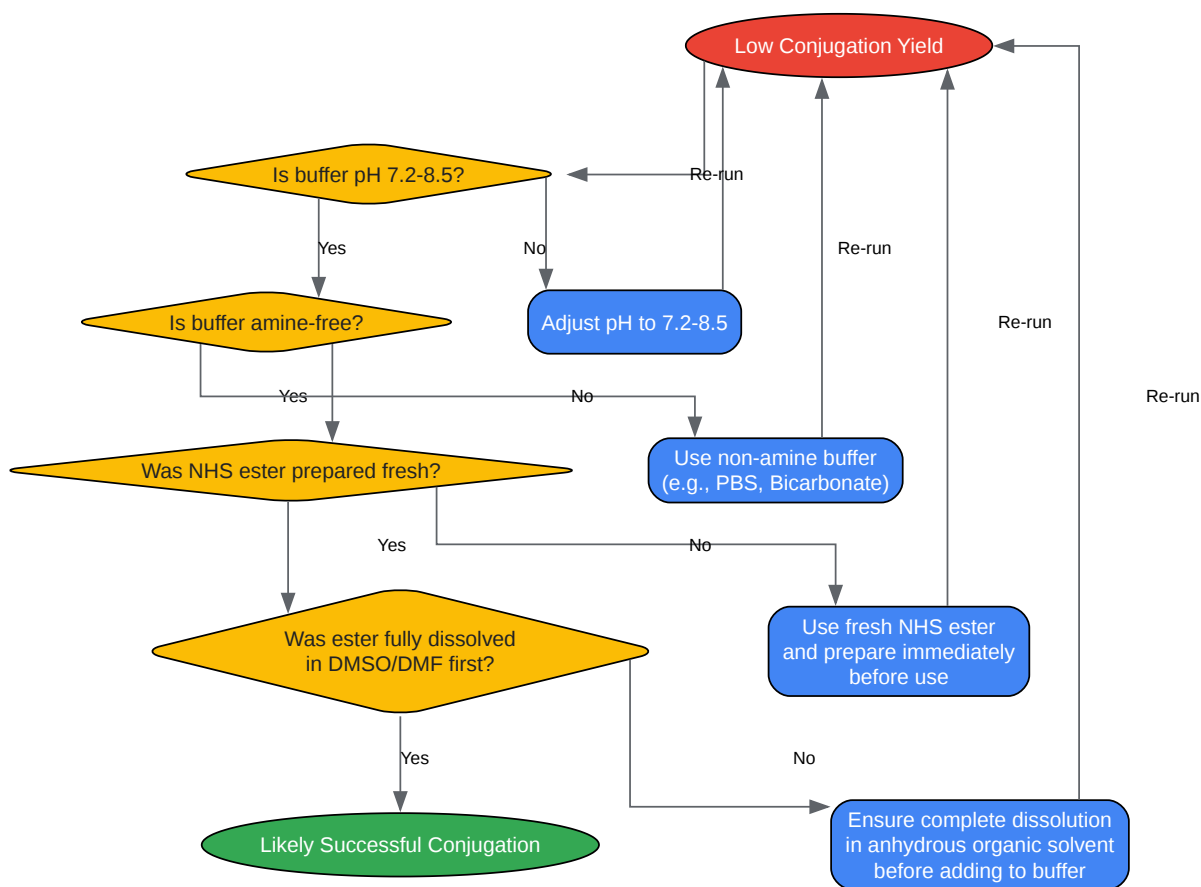 Low Conjugation Yield
Is buffer pH 7.2-8.5?
Re-run
Yes
No
Re-run
Is buffer amine-free?
Adjust pH to 7.2-8.5
Re-run
Yes
No
Re-run
Was NHS ester prepared fresh?
Use non-amine buffer
(e.g., PBS, Bicarbonate)
Yes
No
Was ester fully dissolved
in DMSO/DMF first?
Use fresh NHS ester
and prepare immediately
before use
Yes
No
Likely Successful Conjugation
Ensure complete dissolution
in anhydrous organic solvent
before adding to buffer